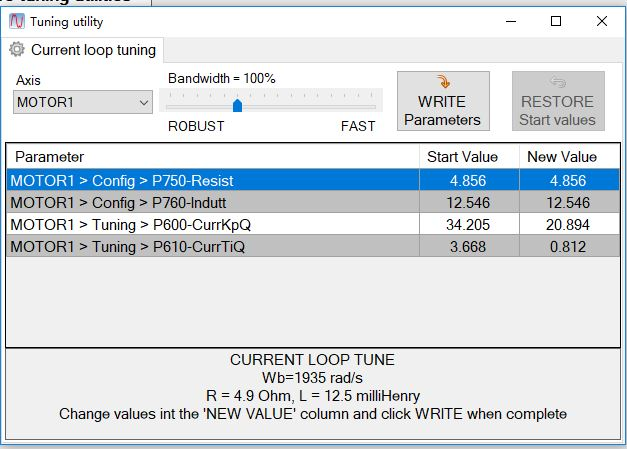 Tuning utility
Current loop tuning
Axis
MOTOR1
Bandwidth = 100%
ROBUST FAST
WRITE
Parameters
RESTORE
Start values
Parameter Start Value New Value
MOTOR1 > Config > P750-Resist 4.856 4.856
MOTOR1 > Config > P760-Indutt 12.546 12.546
MOTOR1 > Tuning > P600-CurrKpQ 34.205 20.894
MOTOR1 > Tuning > P610-CurrTiQ 3.668 0.812
CURRENT LOOP TUNE
Wb=1935 rad/s
R = 4.9 Ohm, L = 12.5 milliHenry
Change values int the 'NEW VALUE' column and click WRITE when complete